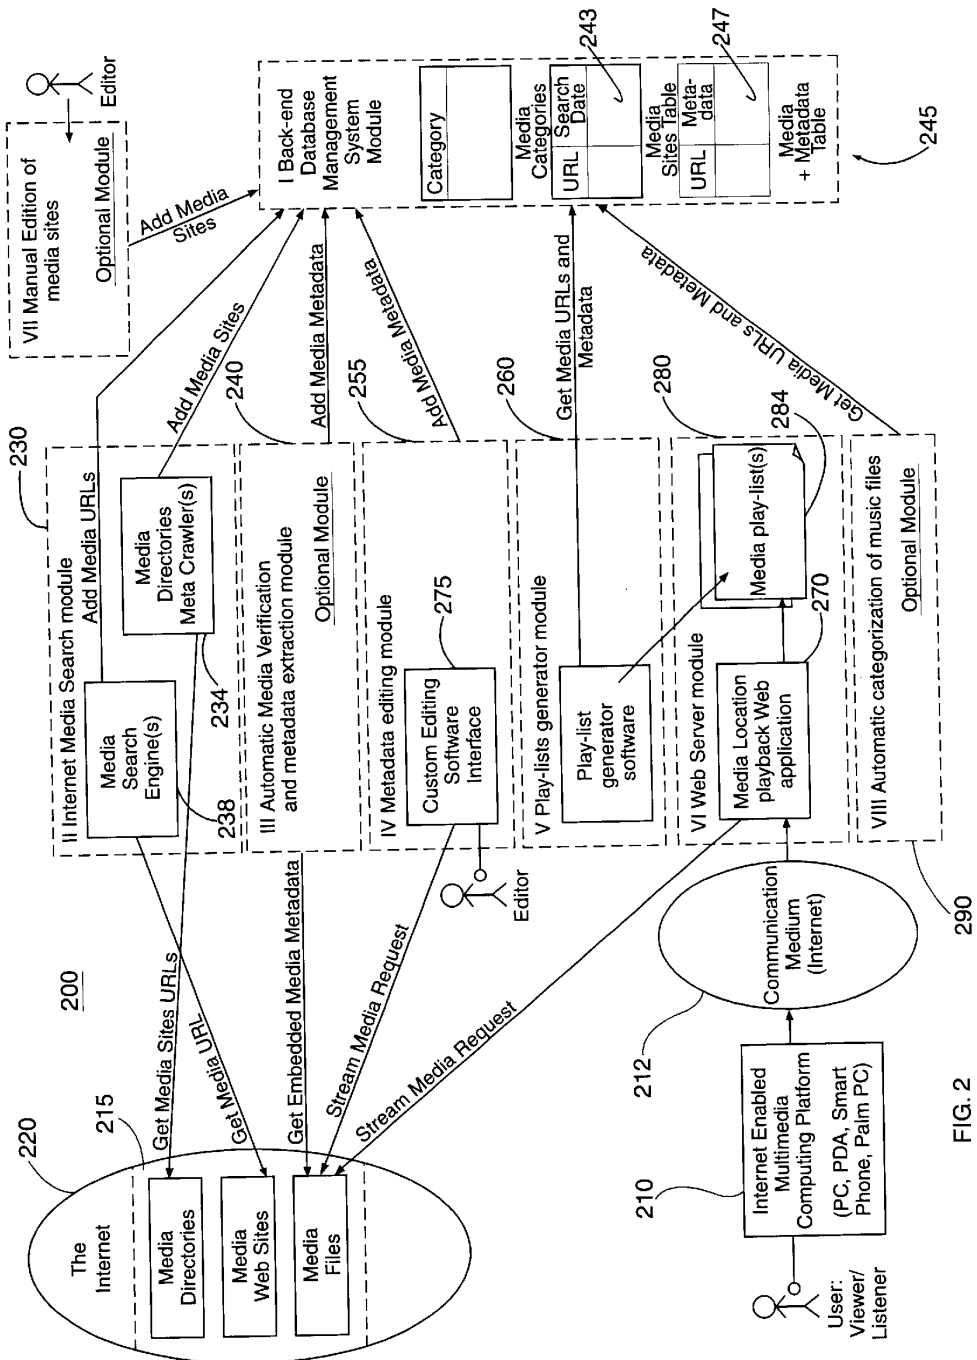 200
220
The
Internet
215
Media
Directories
Media
Web Sites
Media
Files
Get Media Sites URLs
Get Media URL
Get Embedded Media Metadata
Stream Media Request
Stream Media Request
230
II Internet Media Search module
Media
Search
Engine(s)
238
Media
Directories
Meta Crawler(s)
234
Add Media URLs
Add Media Sites
240
III Automatic Media Verification
and metadata extraction module
Optional Module
Add Media Metadata
255
IV Metadata editing module
Custom Editing
Software
Interface
275
Editor
Add Media Metadata
260
V Play-lists generator module
Play-list
generator
software
Get Media URLs and
Metadata
280
VI Web Server module
Media Location
playback Web
application
270
Media play-list(s)
284
VIII Automatic categorization of music files
Optional Module
290
Get Media URLs and Metadata
VII Manual Edition of
media sites
Optional Module
Editor
Add Media
Sites
I Back-end
Database
Management
System
Module
Category
Media
Categories
URL
Search
Date
243
Media
Sites Table
URL
Meta-
data
247
Media
+ Metadata
Table
245
User:
Viewer/
Listener
210
Internet Enabled
Multimedia
Computing Platform
(PC, PDA, Smart
Phone, Palm PC)
212
Communication
Medium
(Internet)
FIG. 2